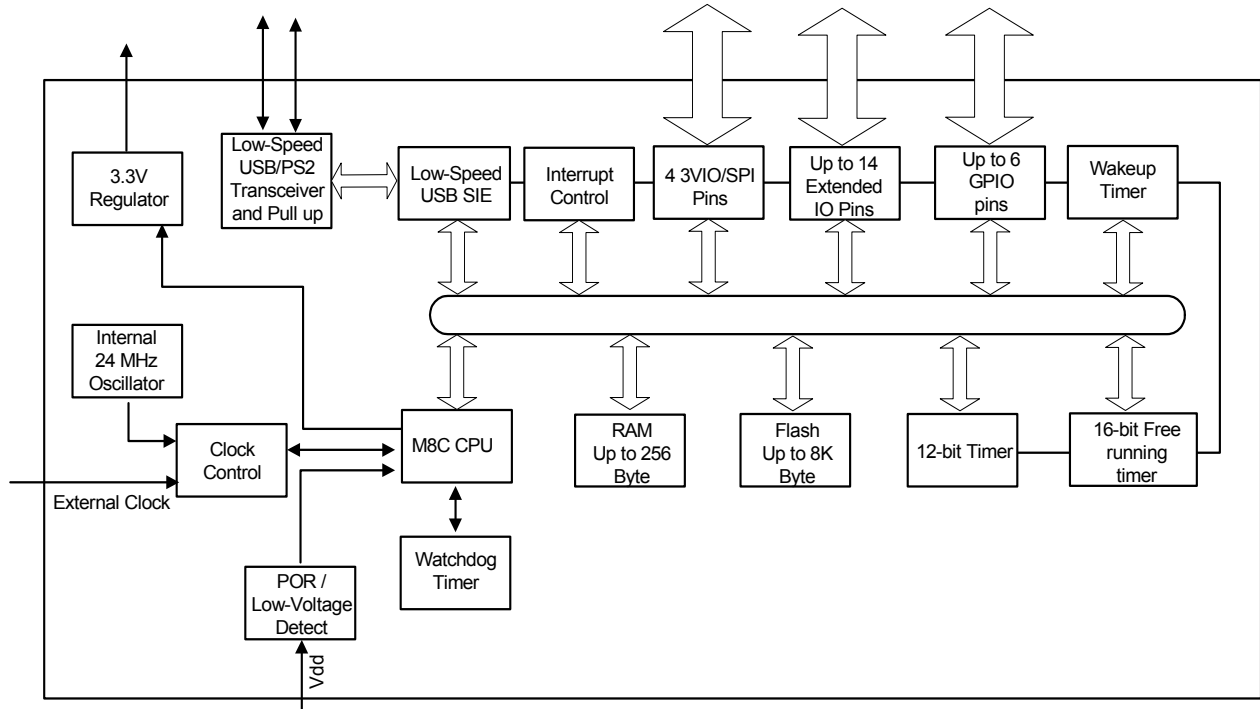 3.3V
Regulator
Low-Speed
USB/PS2
Transceiver
and Pull up
Low-Speed
USB SIE
Interrupt
Control
4 3VIO/SPI
Pins
Up to 14
Extended
IO Pins
Up to 6
GPIO
pins
Wakeup
Timer
Internal
24 MHz
Oscillator
Clock
Control
External Clock
M8C CPU
RAM
Up to 256
Byte
Flash
Up to 8K
Byte
12-bit Timer
16-bit Free
running
timer
Watchdog
Timer
POR /
Low-Voltage
Detect
Vdd